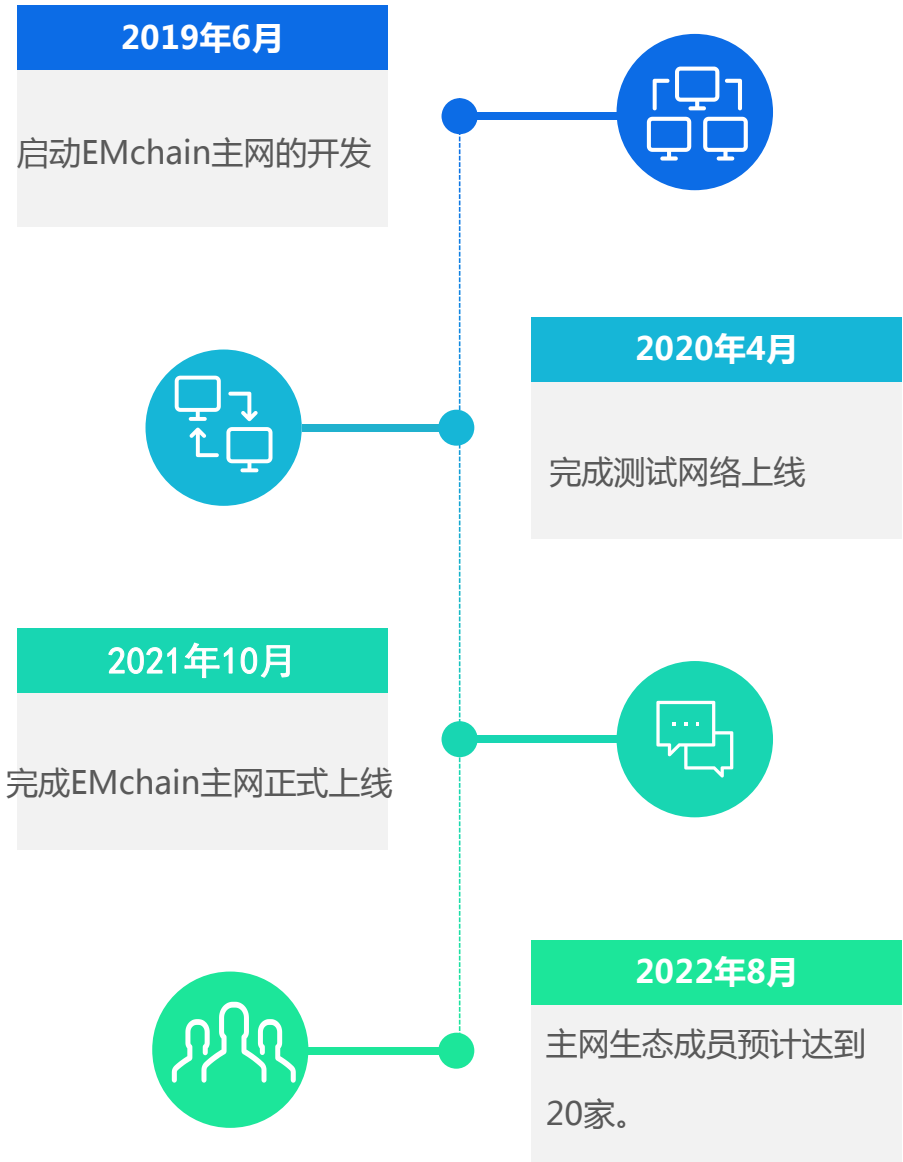 2019年6月
启动EMchain主网的开发
2020年4月
完成测试网络上线
2021年10月
完成EMchain主网正式上线
2022年8月
主网生态成员预计达到
20家。